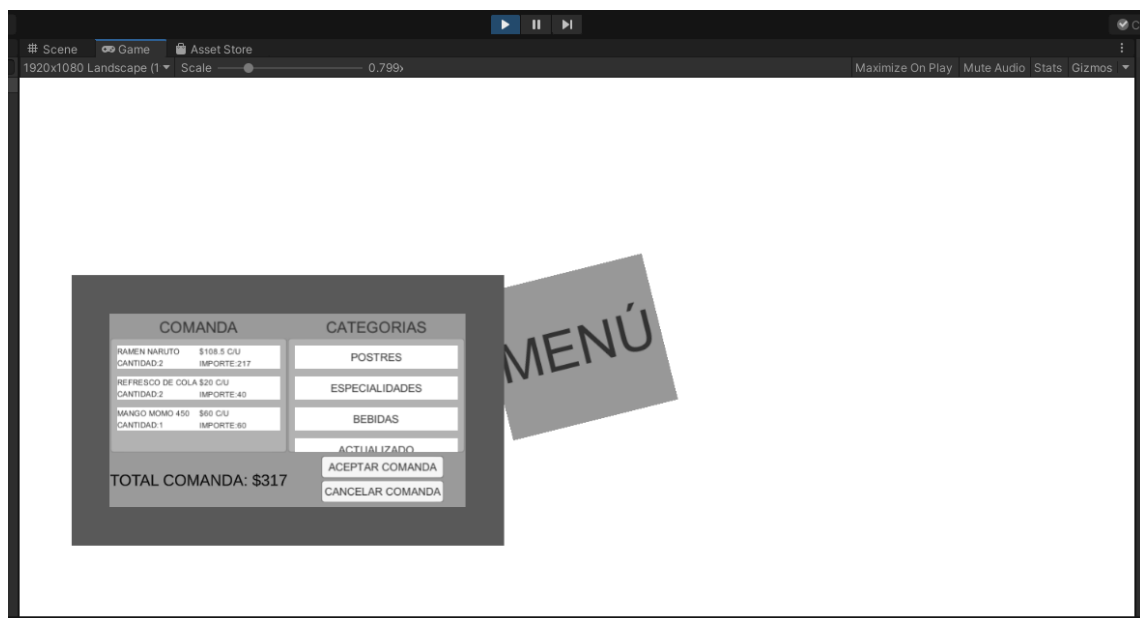 Scene Game Asset Store
1920x1080 Landscape (1 Scale 0.799x Maximize On Play Mute Audio Stats Gizmos
MENÚ
COMANDA
RAMEN NARUTO $108.5 C/U
CANTIDAD:2 IMPORTE:217
REFRESCO DE COLA $20 C/U
CANTIDAD:2 IMPORTE:40
MANGO MOMO 450 $60 C/U
CANTIDAD:1 IMPORTE:60
TOTAL COMANDA: $317
CATEGORIAS
POSTRES
ESPECIALIDADES
BEBIDAS
ACTUALIZADO
ACEPTAR COMANDA
CANCELAR COMANDA